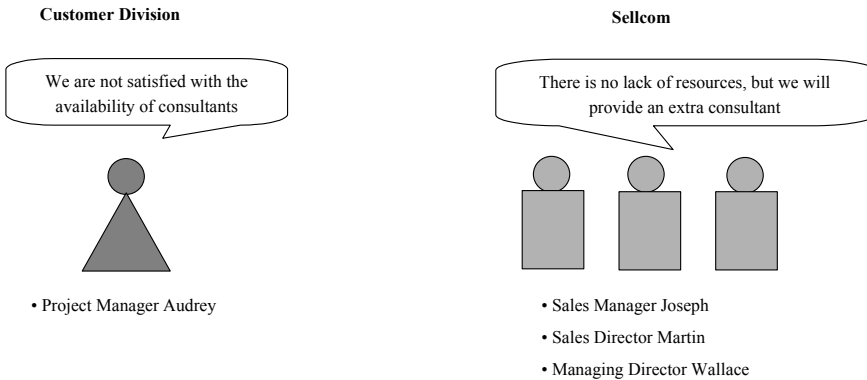 Customer Division
We are not satisfied with the
availability of consultants
• Project Manager Audrey
Sellcom
There is no lack of resources, but we will
provide an extra consultant
• Sales Manager Joseph
• Sales Director Martin
• Managing Director Wallace